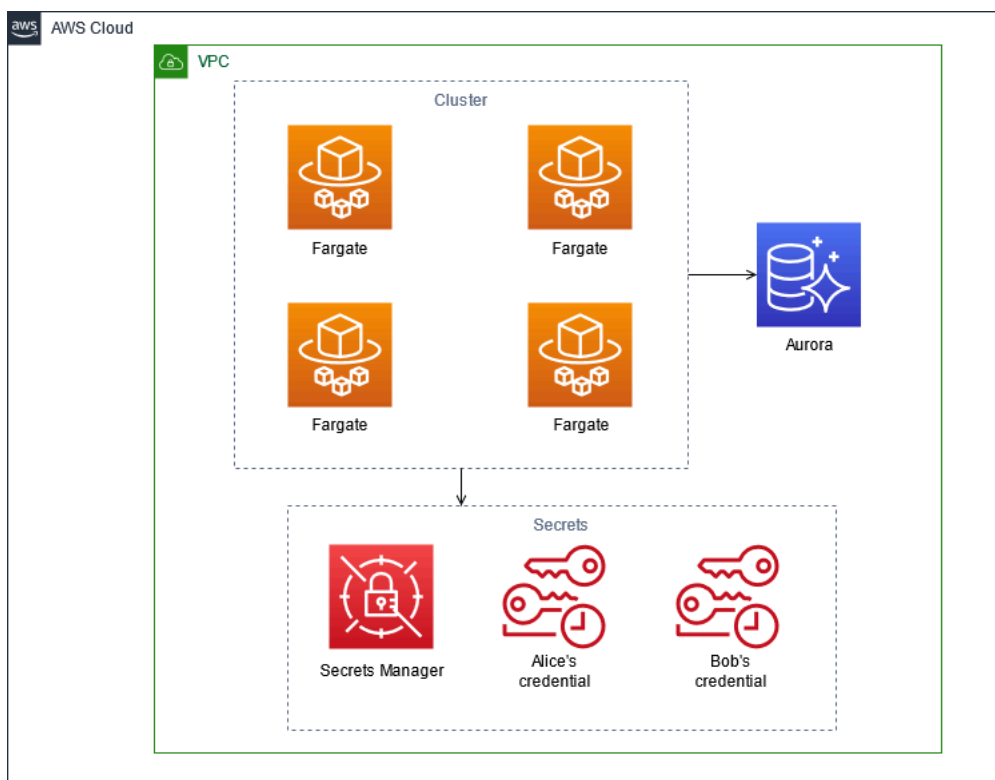 aws
AWS Cloud
VPC
Cluster
Fargate
Fargate
Aurora
Fargate
Fargate
Secrets
Secrets Manager
Alice's
credential
Bob's
credential